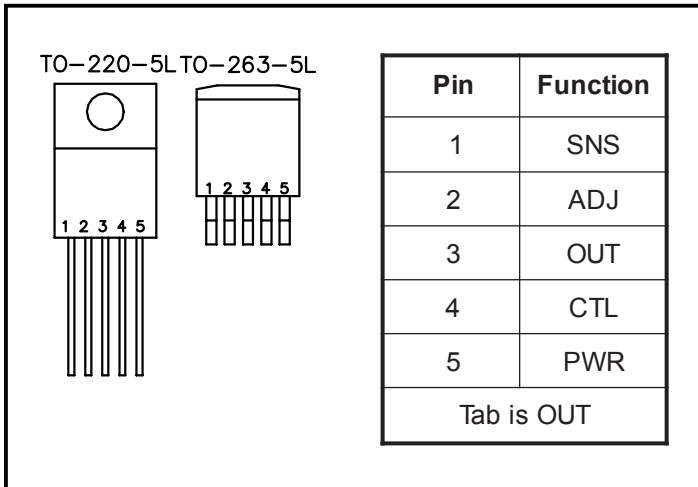 TO-220-5L TO-263-5L
1 2 3 4 5
1 2 3 4 5
Pin Function
1 SNS
2 ADJ
3 OUT
4 CTL
5 PWR
Tab is OUT